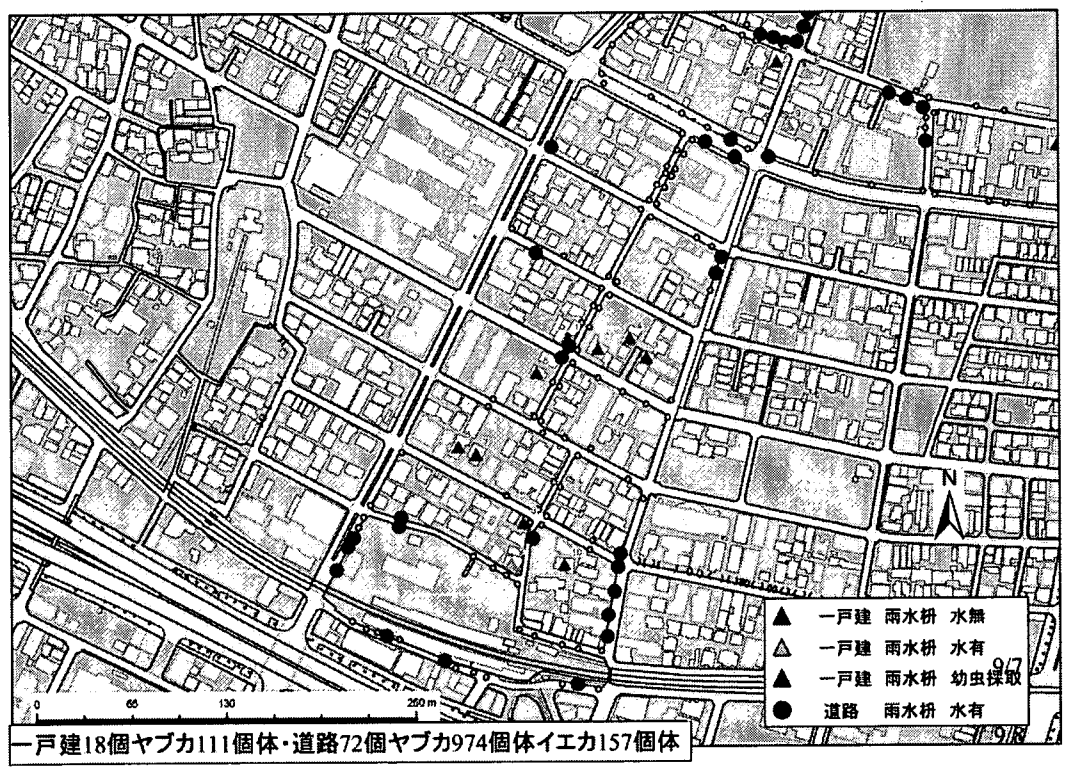 N
▲ 一戸建 雨水枡 水無
△ 一戸建 雨水枡 水有
9/7
▲ 一戸建 雨水枡 幼虫採取
● 道路 雨水枡 水有
9/8
0 65 130 260 m
一戸建18個ヤブカ111個体・道路72個ヤブカ974個体イエカ157個体